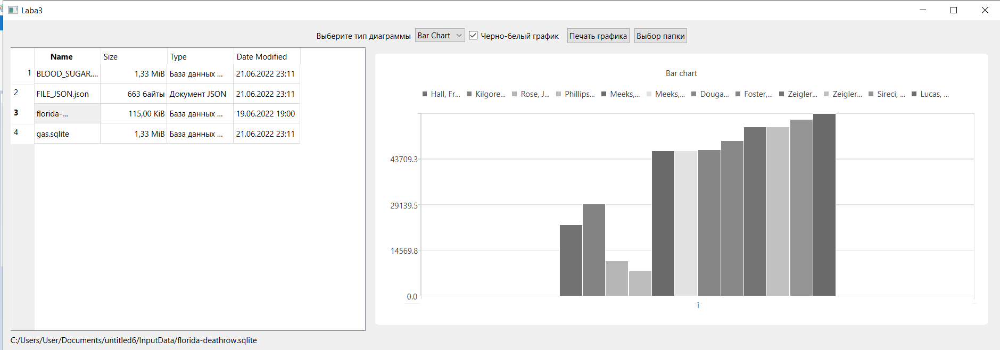 Laba3
Выберите тип диаграммы Bar Chart Черно-белый график Печать графика Выбор папки
Name Size Type Date Modified
1 BLOOD_SUGAR.... 1,33 MiB База данных ... 21.06.2022 23:11
2 FILE_JSON.json 663 байты Документ JSON 21.06.2022 23:11
3 florida-... 115,00 KiB База данных ... 19.06.2022 19:00
4 gas.sqlite 1,33 MiB База данных ... 21.06.2022 23:11
Bar chart
Hall, Fr... Kilgore... Rose, J... Phillips... Meeks,... Meeks,... Douga... Foster,... Zeigler... Zeigler... Sireci, ... Lucas, ...
43709.3
29139.5
14569.8
0.0
1
C:/Users/User/Documents/untitled6/InputData/florida-deathrow.sqlite